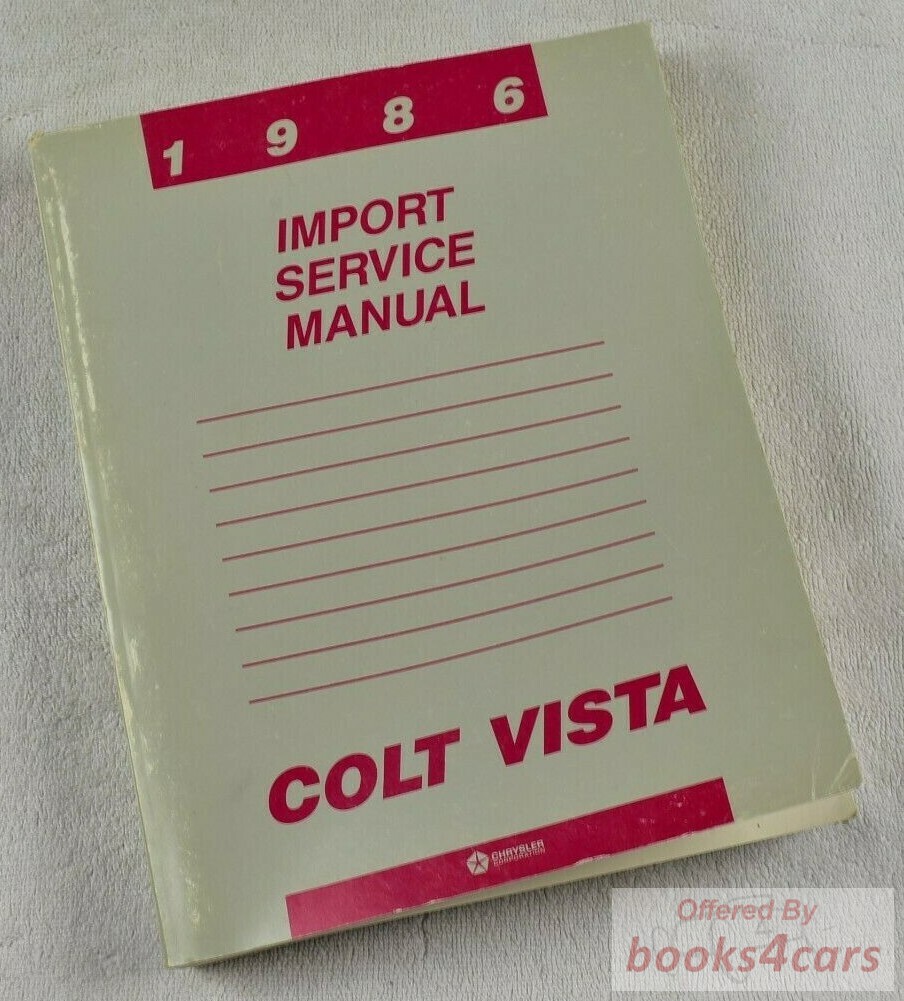 1 9 8 6
IMPORT
SERVICE
MANUAL
COLT VISTA
CHRYSLER
CORPORATION
Offered By
books4cars